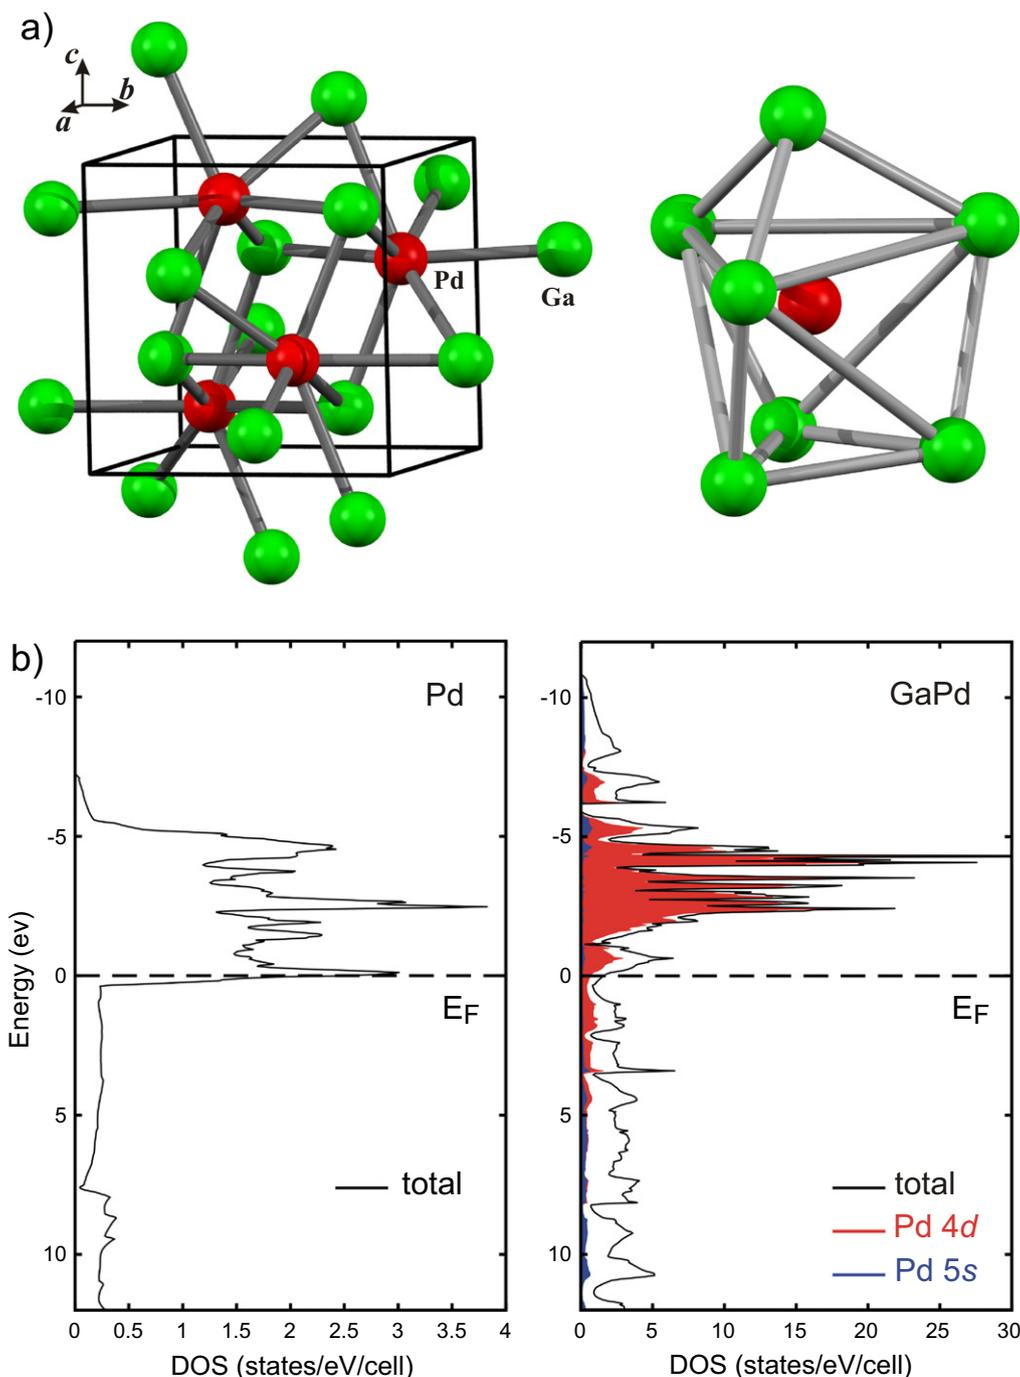 a)
c
b
a
Pd
Ga
b)
Pd
GaPd
-10
-10
-5
-5
0
0
E_F
E_F
5
5
10
10
Energy (ev)
total
total
Pd 4d
Pd 5s
0 0.5 1 1.5 2 2.5 3 3.5 4
0 5 10 15 20 25 30
DOS (states/eV/cell)
DOS (states/eV/cell)